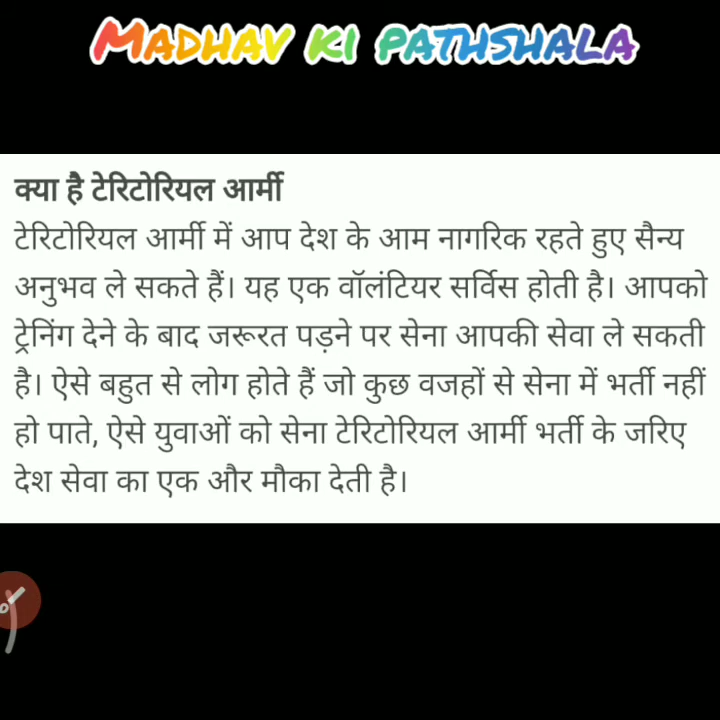 MADHAV KI PATHSHALA
क्या है टेरिटोरियल आर्मी
टेरिटोरियल आर्मी में आप देश के आम नागरिक रहते हुए सैन्य
अनुभव ले सकते हैं। यह एक वॉलंटियर सर्विस होती है। आपको
ट्रेनिंग देने के बाद जरूरत पड़ने पर सेना आपकी सेवा ले सकती
है। ऐसे बहुत से लोग होते हैं जो कुछ वजहों से सेना में भर्ती नहीं
हो पाते, ऐसे युवाओं को सेना टेरिटोरियल आर्मी भर्ती के जरिए
देश सेवा का एक और मौका देती है।